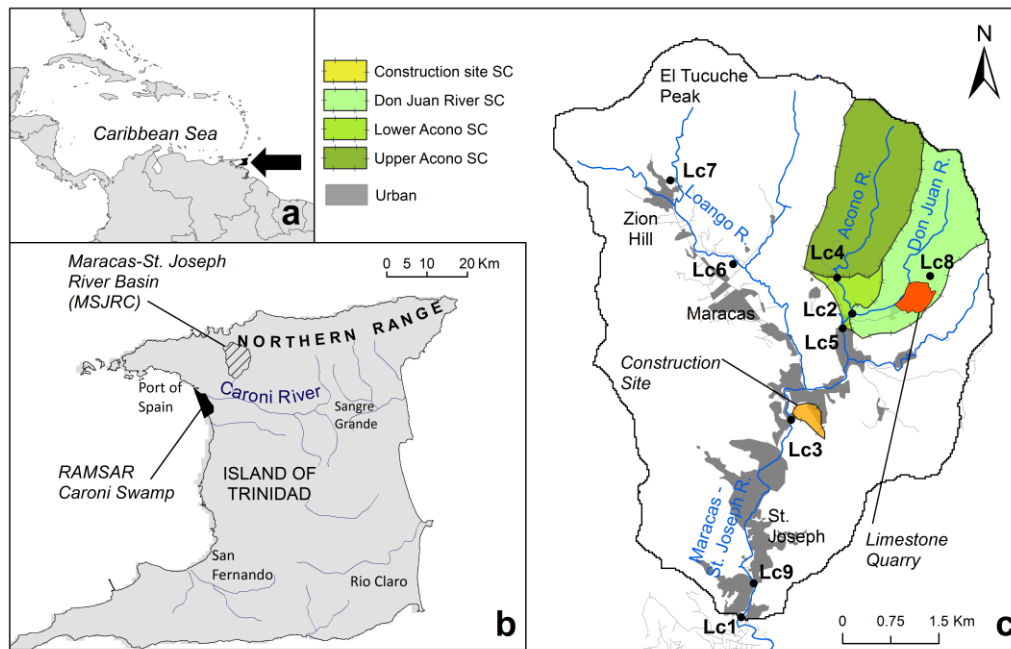 Caribbean Sea
a
Construction site SC
Don Juan River SC
Lower Acono SC
Upper Acono SC
Urban
Maracas-St. Joseph
River Basin
(MSJRC)
0 5 10 20 Km
NORTHERN RANGE
Port of
Spain
Caroni River
Sangre
Grande
RAMSAR
Caroni Swamp
ISLAND OF
TRINIDAD
San
Fernando
Rio Claro
b
N
El Tucuche
Peak
Lc7
Loango R.
Zion
Hill
Acono R.
Don Juan R.
Lc4
Lc8
Lc6
Lc2
Maracas
Lc5
Construction
Site
Lc3
Maracas -
St. Joseph R.
St.
Joseph
Limestone
Quarry
Lc9
Lc1
0 0.75 1.5 Km
c